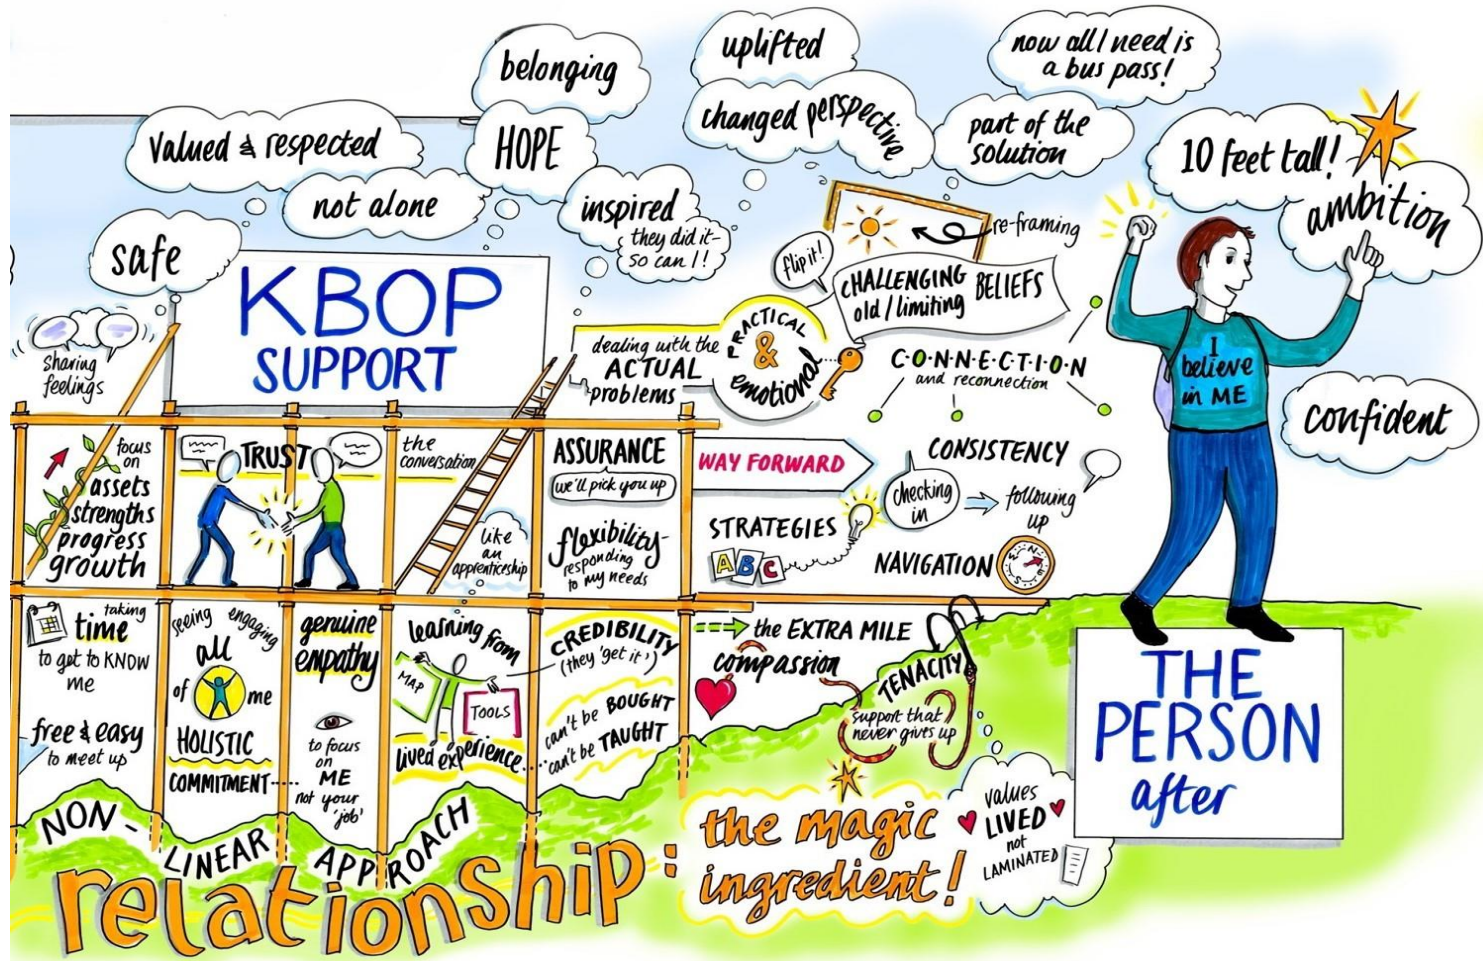 belonging
HOPE
Valued & respected
not alone
safe
inspired
they did it -
so can I!
uplifted
changed perspective
now all I need is
a bus pass!
part of the
solution
10 feet tall!
ambition
confident
I
believe
in ME
KBOP
SUPPORT
sharing
feelings
focus
on
assets
strengths
progress
growth
TRUST
the
conversation
like
an
apprenticeship
dealing with the
ACTUAL
problems
PRACTICAL
&
emotional
flip it!
re-framing
CHALLENGING
old / limiting
BELIEFS
C·O·N·N·E·C·T·I·O·N
and reconnection
ASSURANCE
we'll pick you up
flexibility-
responding
to my needs
WAY FORWARD
STRATEGIES
A B C
CONSISTENCY
checking
in
following
up
NAVIGATION
N
E
S
W
taking
time
to get to KNOW
me
free & easy
to meet up
seeing engaging
all
of me
HOLISTIC
COMMITMENT......
genuine
empathy
to focus
on
ME
not your
'job'
learning from
MAP
TOOLS
lived experience.....
CREDIBILITY
(they 'get it')
can't be BOUGHT
can't be TAUGHT
the EXTRA MILE
compassion
TENACITY
support that
never gives up
NON-
LINEAR
APPROACH
relationship:
the magic
ingredient!
values
LIVED
not
LAMINATED
THE
PERSON
after